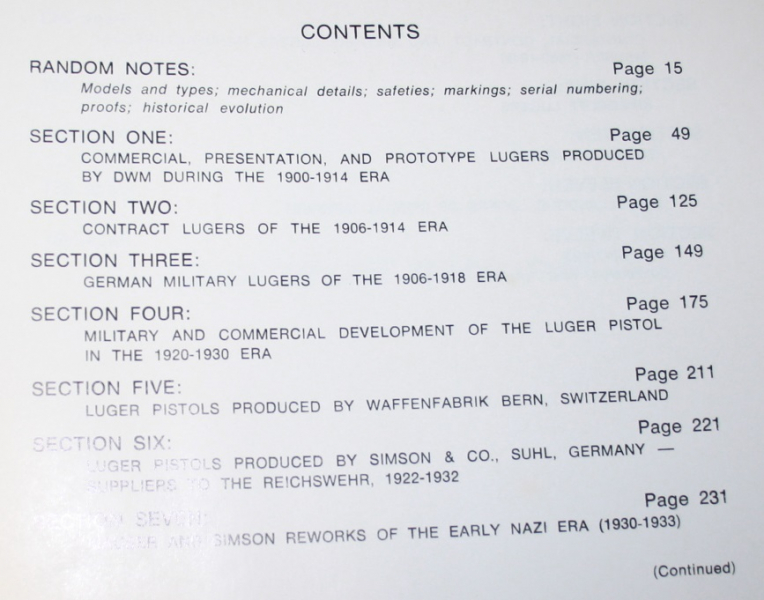 CONTENTS
RANDOM NOTES: Page 15
Models and types; mechanical details; safeties; markings; serial numbering;
proofs; historical evolution
SECTION ONE: Page 49
COMMERCIAL, PRESENTATION, AND PROTOTYPE LUGERS PRODUCED
BY DWM DURING THE 1900-1914 ERA
SECTION TWO: Page 125
CONTRACT LUGERS OF THE 1906-1914 ERA
SECTION THREE: Page 149
GERMAN MILITARY LUGERS OF THE 1906-1918 ERA
SECTION FOUR: Page 175
MILITARY AND COMMERCIAL DEVELOPMENT OF THE LUGER PISTOL
IN THE 1920-1930 ERA
SECTION FIVE: Page 211
LUGER PISTOLS PRODUCED BY WAFFENFABRIK BERN, SWITZERLAND
SECTION SIX: Page 221
LUGER PISTOLS PRODUCED BY SIMSON & CO., SUHL, GERMANY —
SUPPLIERS TO THE REICHSWEHR, 1922-1932
SECTION SEVEN: Page 231
AND SIMSON REWORKS OF THE EARLY NAZI ERA (1930-1933)
(Continued)